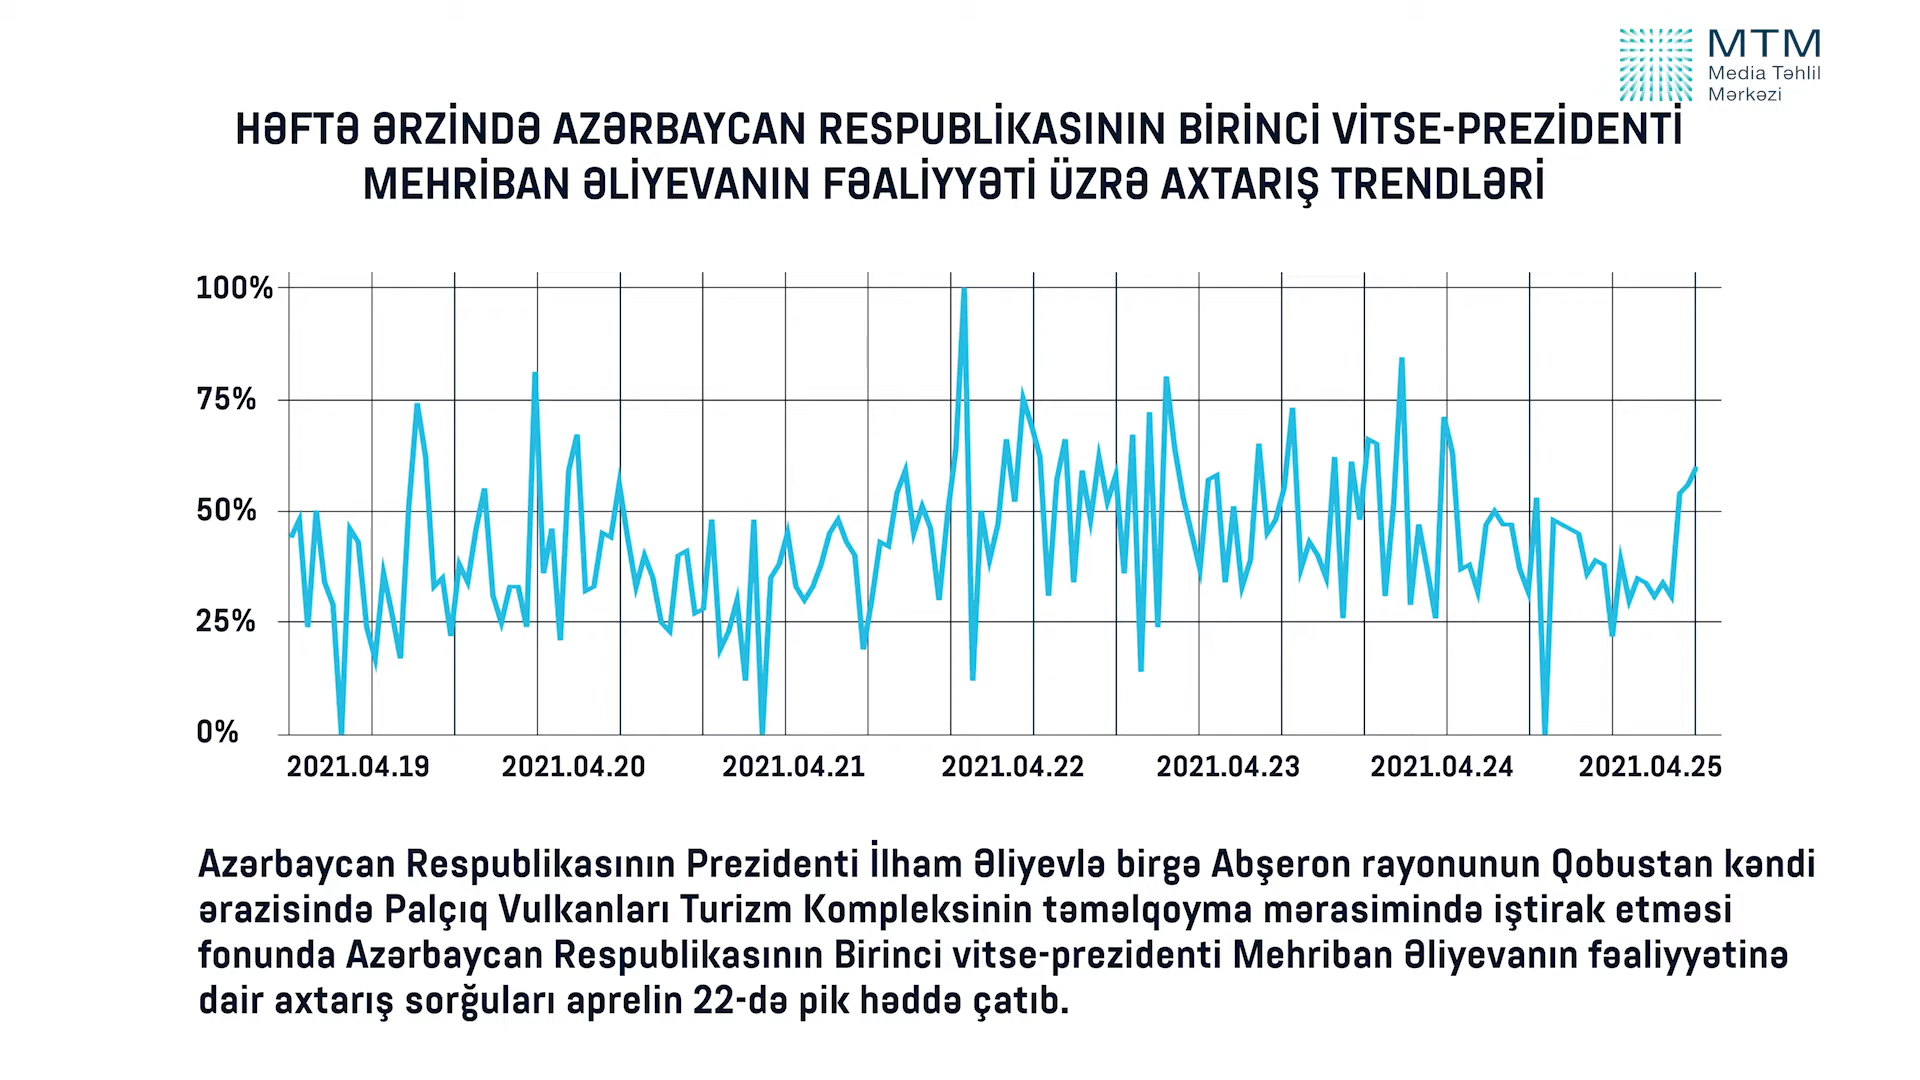 MTM
Media Təhlil
Mərkəzi
HƏFTƏ ƏRZİNDƏ AZƏRBAYCAN RESPUBLİKASININ BİRİNCİ VİTSE-PREZİDENTİ
MEHRİBAN ƏLİYEVANIN FƏALİYYƏTİ ÜZRƏ AXTARIŞ TRENDLƏRİ
100%
75%
50%
25%
0%
2021.04.19 2021.04.20 2021.04.21 2021.04.22 2021.04.23 2021.04.24 2021.04.25
Azərbaycan Respublikasının Prezidenti İlham Əliyevlə birgə Abşeron rayonunun Qobustan kəndi
ərazisində Palçıq Vulkanları Turizm Kompleksinin təməlqoyma mərasimində iştirak etməsi
fonunda Azərbaycan Respublikasının Birinci vitse-prezidenti Mehriban Əliyevanın fəaliyyətinə
dair axtarış sorğuları aprelin 22-də pik həddə çatıb.